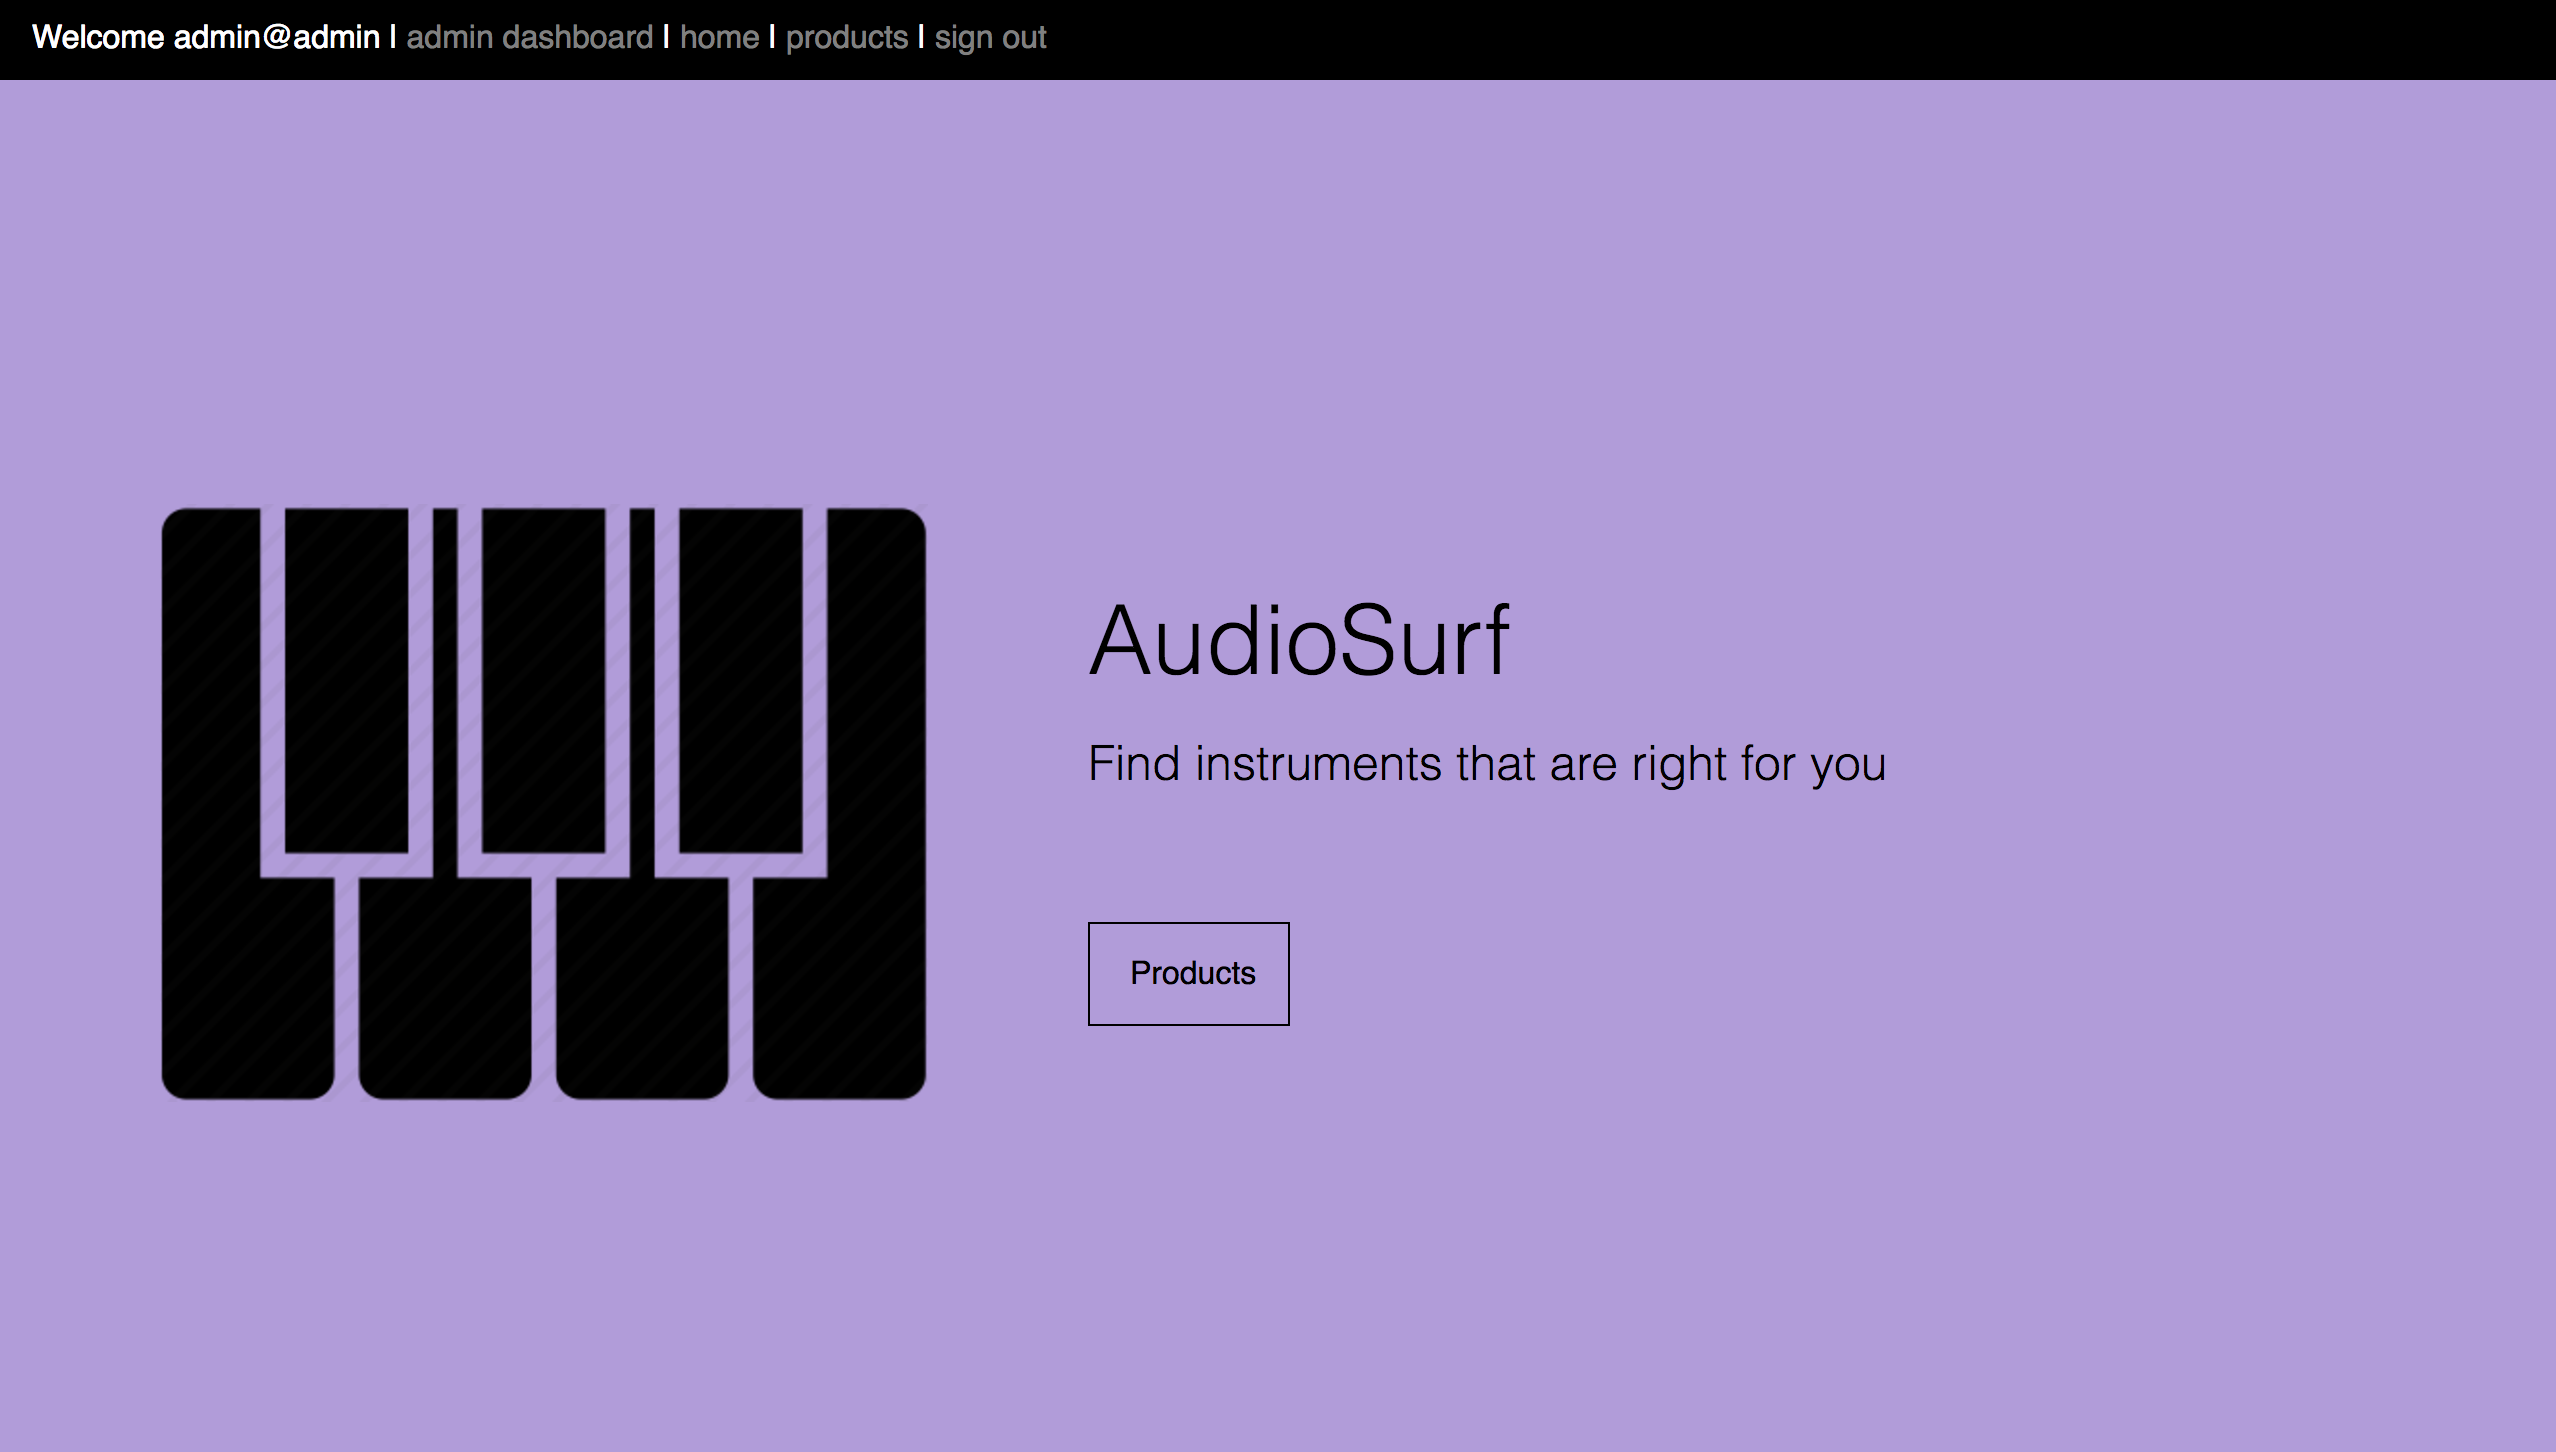 Welcome admin@admin | admin dashboard | home | products | sign out
AudioSurf
Find instruments that are right for you
Products